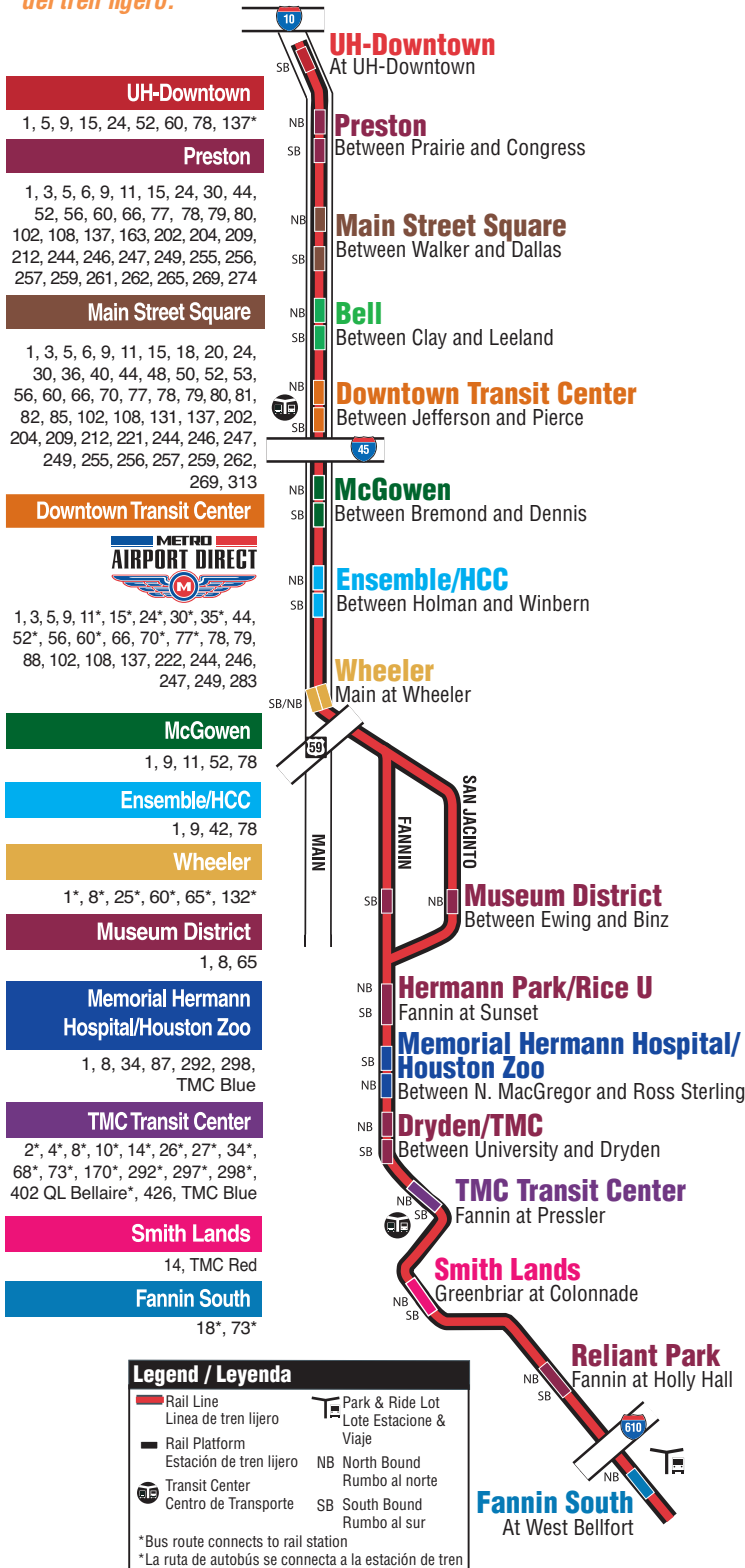 del tren ligero.
10
UH-Downtown
At UH-Downtown
SB
UH-Downtown
1, 5, 9, 15, 24, 52, 60, 78, 137*
Preston
1, 3, 5, 6, 9, 11, 15, 24, 30, 44,
52, 56, 60, 66, 77, 78, 79, 80,
102, 108, 137, 163, 202, 204, 209,
212, 244, 246, 247, 249, 255, 256,
257, 259, 261, 262, 265, 269, 274
Main Street Square
1, 3, 5, 6, 9, 11, 15, 18, 20, 24,
30, 36, 40, 44, 48, 50, 52, 53,
56, 60, 66, 70, 77, 78, 79, 80, 81,
82, 85, 102, 108, 131, 137, 202,
204, 209, 212, 221, 244, 246, 247,
249, 255, 256, 257, 259, 262,
269, 313
Downtown Transit Center
METRO
AIRPORT DIRECT
M
1, 3, 5, 9, 11*, 15*, 24*, 30*, 35*, 44,
52*, 56, 60*, 66, 70*, 77*, 78, 79,
88, 102, 108, 137, 222, 244, 246,
247, 249, 283
McGowen
1, 9, 11, 52, 78
Ensemble/HCC
1, 9, 42, 78
Wheeler
1*, 8*, 25*, 60*, 65*, 132*
Museum District
1, 8, 65
Memorial Hermann
Hospital/Houston Zoo
1, 8, 34, 87, 292, 298,
TMC Blue
TMC Transit Center
2*, 4*, 8*, 10*, 14*, 26*, 27*, 34*,
68*, 73*, 170*, 292*, 297*, 298*,
402 QL Bellaire*, 426, TMC Blue
Smith Lands
14, TMC Red
Fannin South
18*, 73*
NB
Preston
SB
Between Prairie and Congress
NB
Main Street Square
SB
Between Walker and Dallas
NB
Bell
SB
Between Clay and Leeland
NB
Downtown Transit Center
SB
Between Jefferson and Pierce
45
NB
McGowen
SB
Between Bremond and Dennis
NB
Ensemble/HCC
SB
Between Holman and Winbern
Wheeler
SB/NB
Main at Wheeler
59
MAIN
FANNIN
SAN JACINTO
SB
NB
Museum District
Between Ewing and Binz
NB
Hermann Park/Rice U
SB
Fannin at Sunset
Memorial Hermann Hospital/
SB
Houston Zoo
NB
Between N. MacGregor and Ross Sterling
NB
Dryden/TMC
SB
Between University and Dryden
TMC Transit Center
NB
SB
Fannin at Pressler
Smith Lands
NB
SB
Greenbriar at Colonnade
Reliant Park
NB
SB
Fannin at Holly Hall
610
NB
Fannin South
At West Bellfort
Legend / Leyenda
Rail Line
Linea de tren lijero
Rail Platform
Estación de tren lijero
Transit Center
Centro de Transporte
Park & Ride Lot
Lote Estacione &
Viaje
NB North Bound
Rumbo al norte
SB South Bound
Rumbo al sur
*Bus route connects to rail station
*La ruta de autobús se connecta a la estación de tren